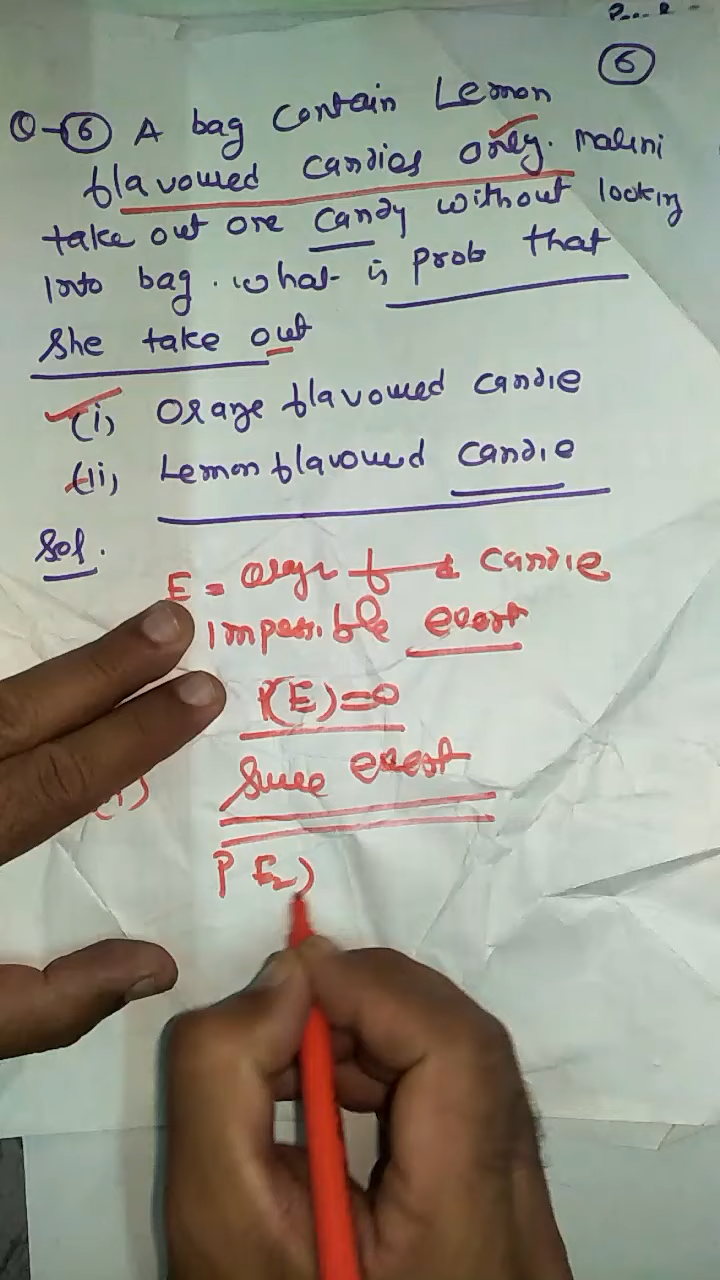 6
Q-6 A bag contain Lemon
flavoured candies only. Malini
take out one candy without looking
into bag. what is prob that
she take out
(i) Orange flavoured candie
(ii) Lemon flavoured candie
Sol.
E = candie
Impossible event
P(E)=0
Sure event
P E2)